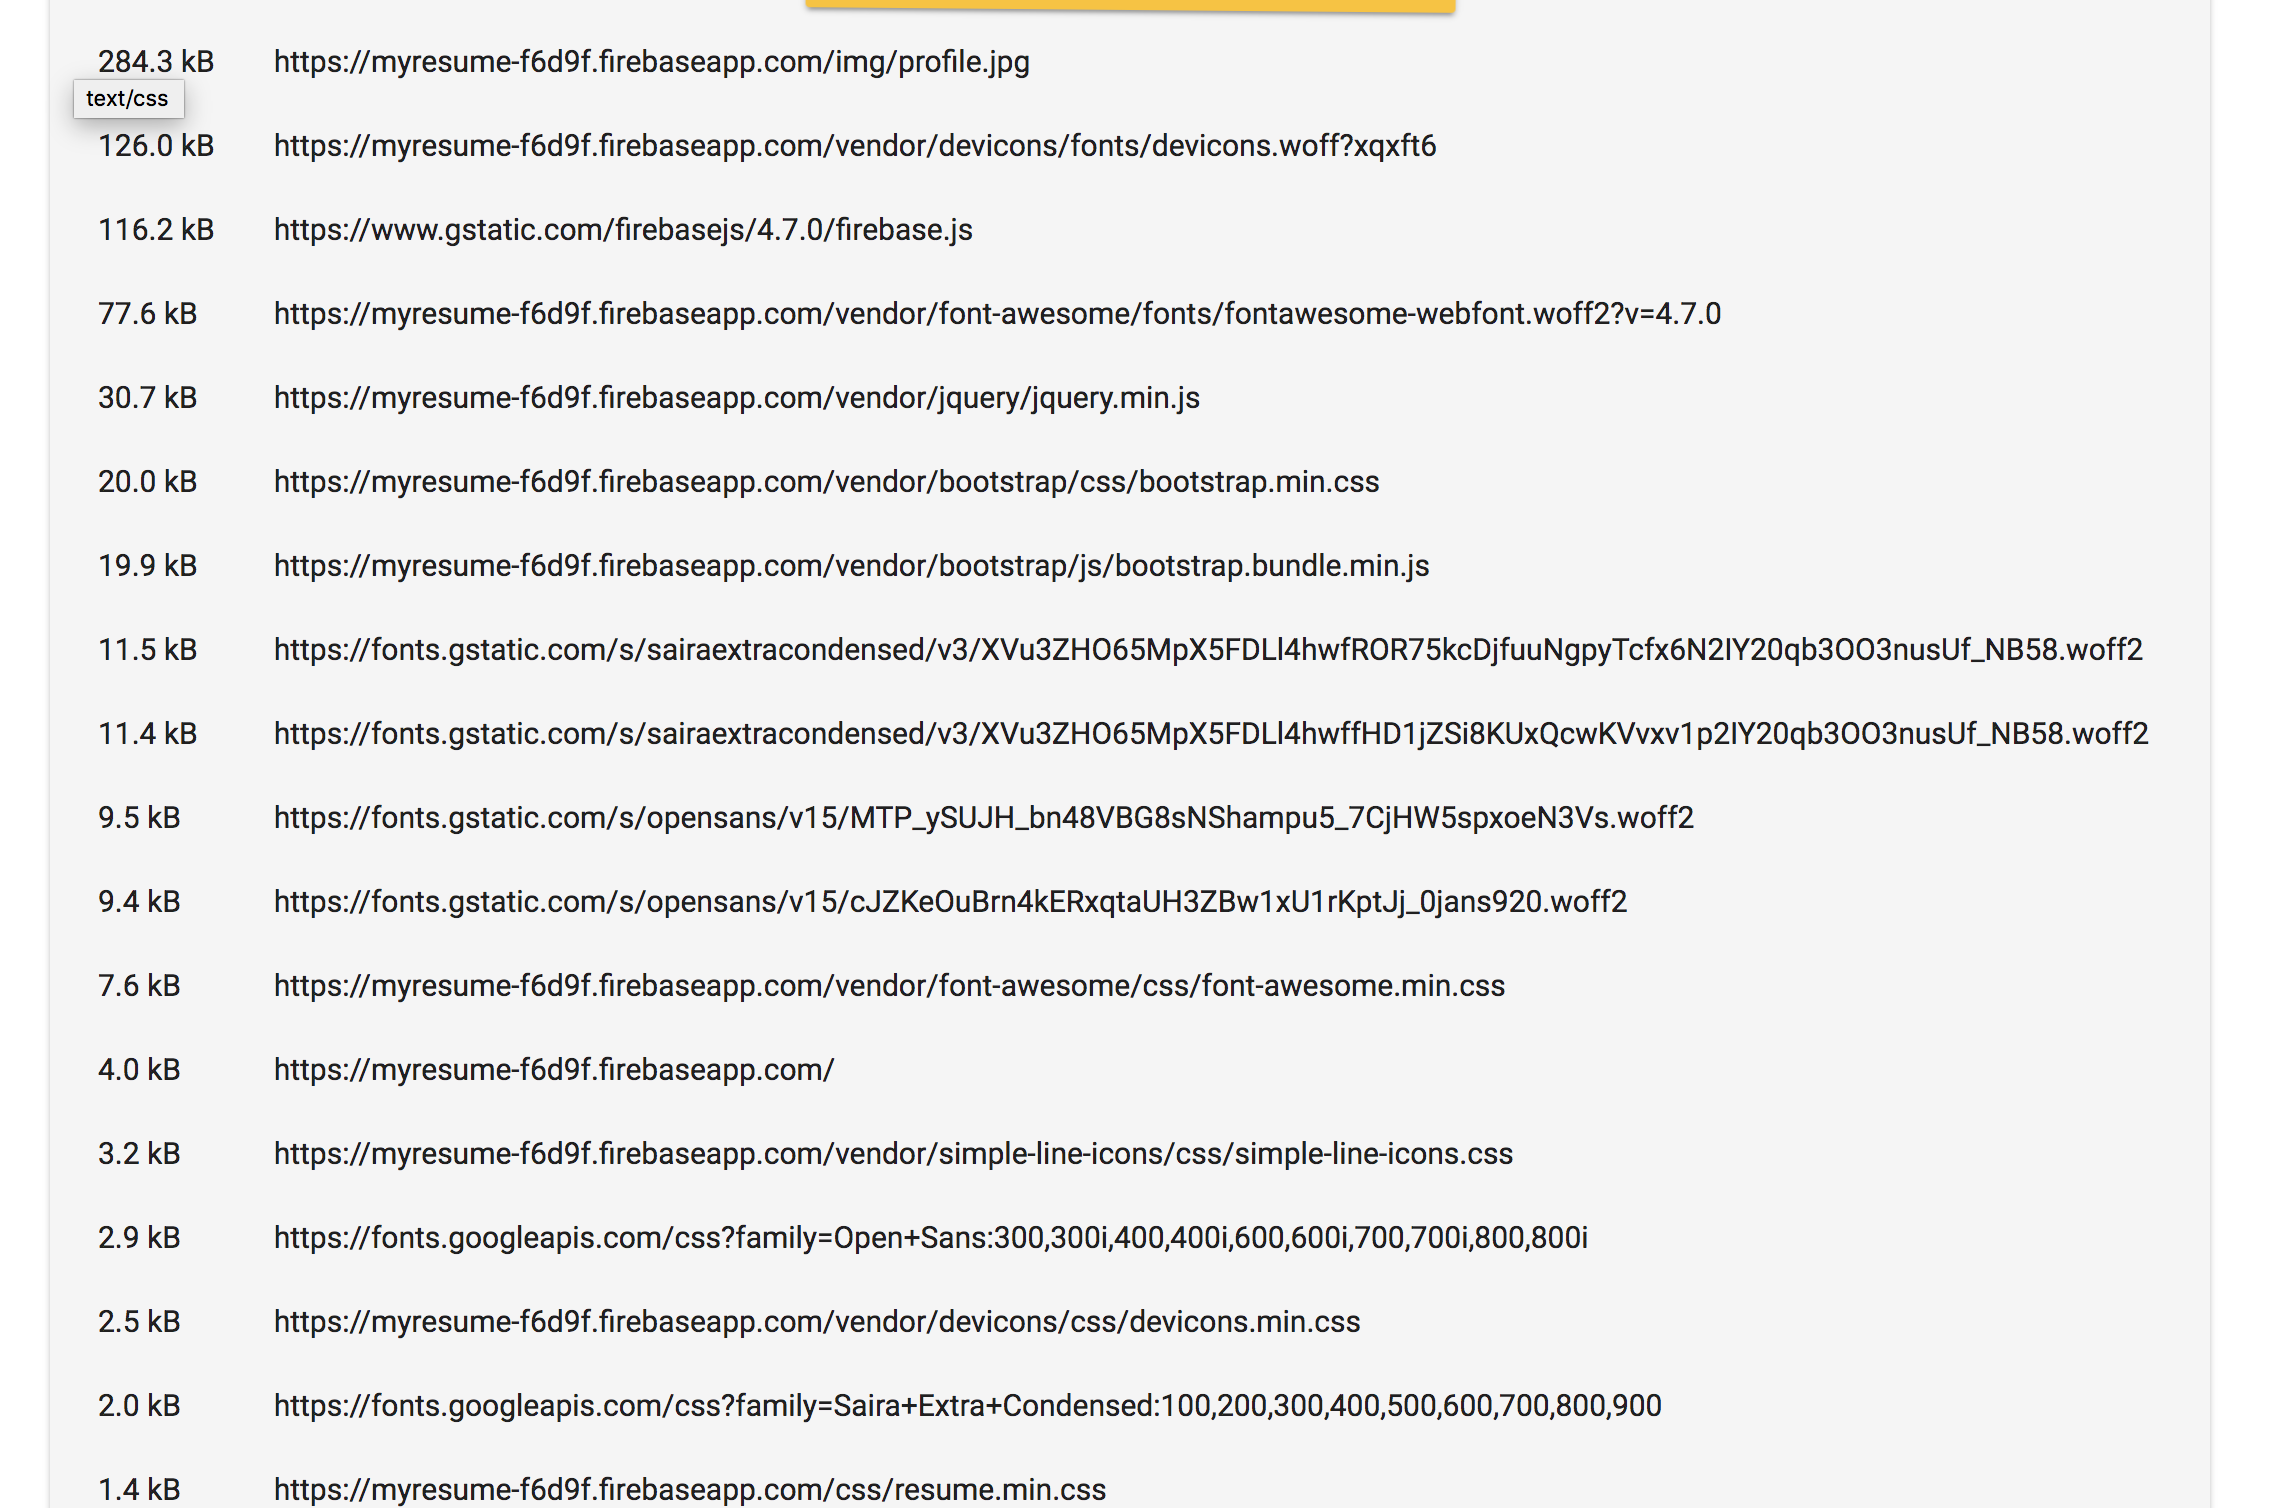 284.3 kB https://myresume-f6d9f.firebaseapp.com/img/profile.jpg
text/css
126.0 kB https://myresume-f6d9f.firebaseapp.com/vendor/devicons/fonts/devicons.woff?xqxft6
116.2 kB https://www.gstatic.com/firebasejs/4.7.0/firebase.js
77.6 kB https://myresume-f6d9f.firebaseapp.com/vendor/font-awesome/fonts/fontawesome-webfont.woff2?v=4.7.0
30.7 kB https://myresume-f6d9f.firebaseapp.com/vendor/jquery/jquery.min.js
20.0 kB https://myresume-f6d9f.firebaseapp.com/vendor/bootstrap/css/bootstrap.min.css
19.9 kB https://myresume-f6d9f.firebaseapp.com/vendor/bootstrap/js/bootstrap.bundle.min.js
11.5 kB https://fonts.gstatic.com/s/sairaextracondensed/v3/XVu3ZHO65MpX5FDLl4hwfROR75kcDjfuuNgpyTcfx6N2IY20qb3OO3nusUf_NB58.woff2
11.4 kB https://fonts.gstatic.com/s/sairaextracondensed/v3/XVu3ZHO65MpX5FDLl4hwffHD1jZSi8KUxQcwKVvxv1p2IY20qb3OO3nusUf_NB58.woff2
9.5 kB https://fonts.gstatic.com/s/opensans/v15/MTP_ySUJH_bn48VBG8sNShampu5_7CjHW5spxoeN3Vs.woff2
9.4 kB https://fonts.gstatic.com/s/opensans/v15/cJZKeOuBrn4kERxqtaUH3ZBw1xU1rKptJj_0jans920.woff2
7.6 kB https://myresume-f6d9f.firebaseapp.com/vendor/font-awesome/css/font-awesome.min.css
4.0 kB https://myresume-f6d9f.firebaseapp.com/
3.2 kB https://myresume-f6d9f.firebaseapp.com/vendor/simple-line-icons/css/simple-line-icons.css
2.9 kB https://fonts.googleapis.com/css?family=Open+Sans:300,300i,400,400i,600,600i,700,700i,800,800i
2.5 kB https://myresume-f6d9f.firebaseapp.com/vendor/devicons/css/devicons.min.css
2.0 kB https://fonts.googleapis.com/css?family=Saira+Extra+Condensed:100,200,300,400,500,600,700,800,900
1.4 kB https://myresume-f6d9f.firebaseapp.com/css/resume.min.css